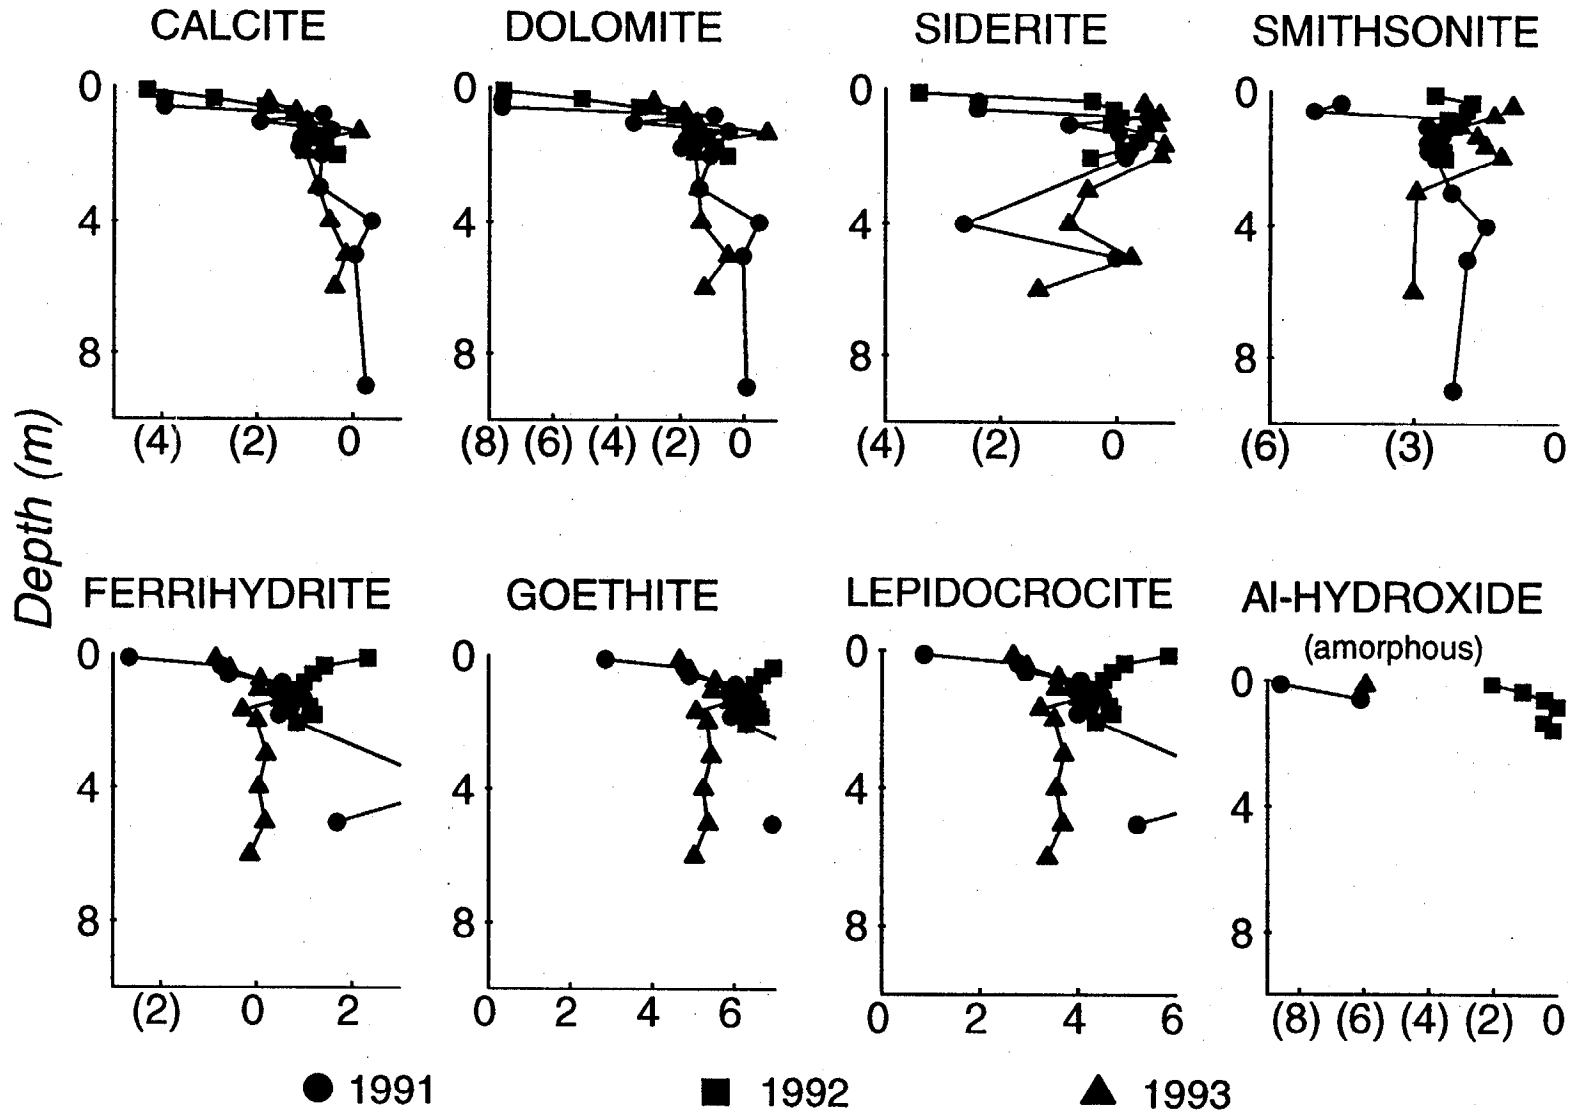 CALCITE DOLOMITE SIDERITE SMITHSONITE
0 0 0 0
4 4 4 4
8 8 8 8
(4) (2) 0 (8) (6) (4) (2) 0 (4) (2) 0 (6) (3) 0
Depth (m)
FERRIHYDRITE GOETHITE LEPIDOCROCITE Al-HYDROXIDE
(amorphous)
0 0 0 0
4 4 4 4
8 8 8 8
(2) 0 2 0 2 4 6 0 2 4 6 (8) (6) (4) (2) 0
1991 1992 1993